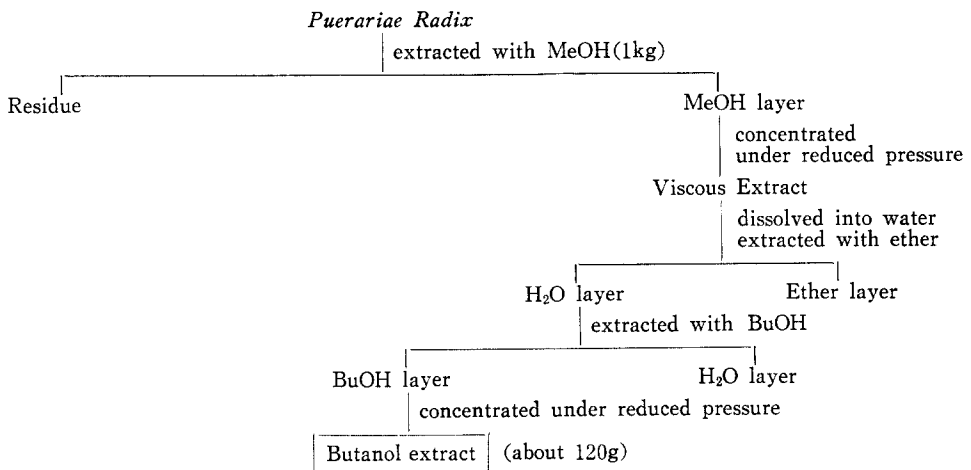 Puerariae Radix
extracted with MeOH(1kg)
Residue
MeOH layer
concentrated
under reduced pressure
Viscous Extract
dissolved into water
extracted with ether
H₂O layer
Ether layer
extracted with BuOH
BuOH layer
H₂O layer
concentrated under reduced pressure
Butanol extract (about 120g)